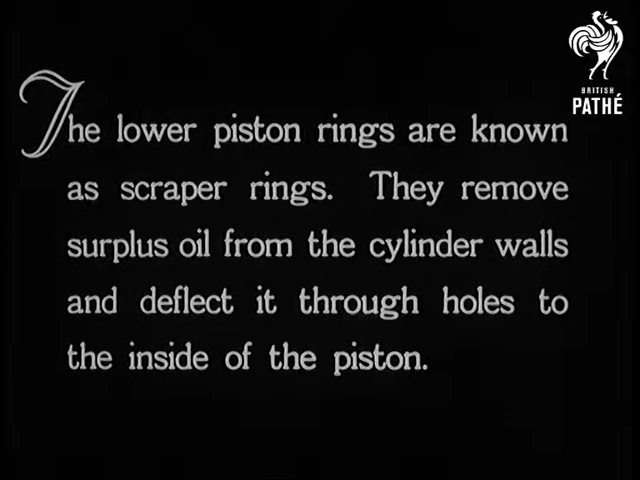 BRITISH
PATHÉ
The lower piston rings are known
as scraper rings. They remove
surplus oil from the cylinder walls
and deflect it through holes to
the inside of the piston.